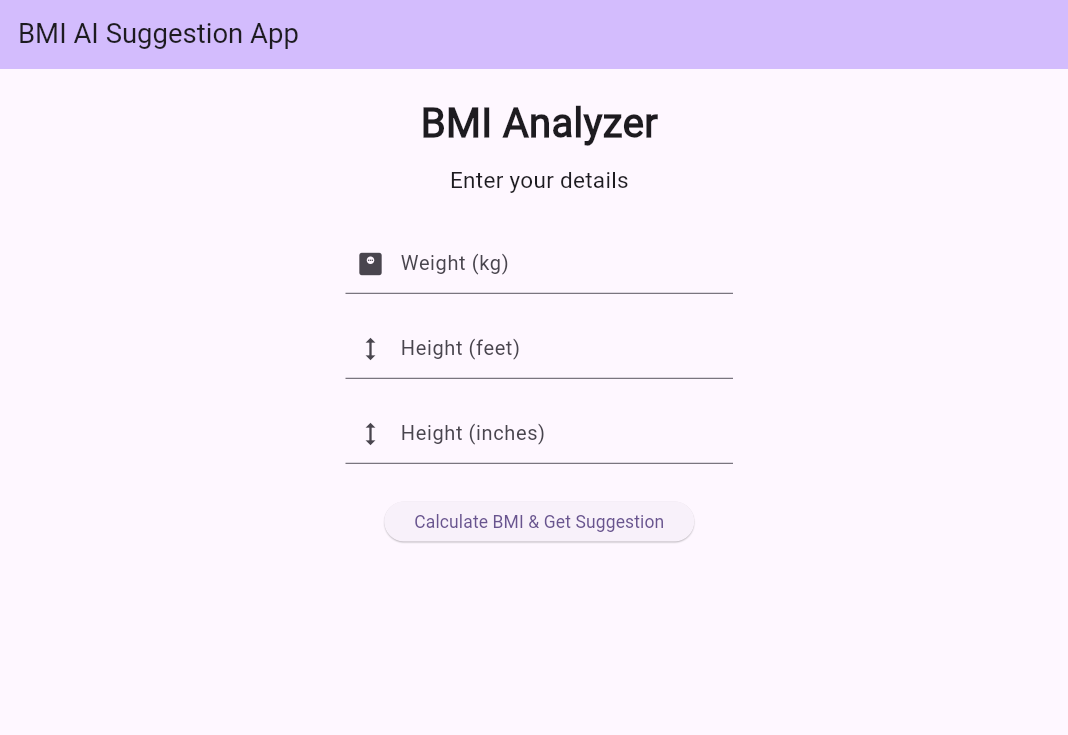 BMI AI Suggestion App
BMI Analyzer
Enter your details
Weight (kg)
Height (feet)
Height (inches)
Calculate BMI & Get Suggestion